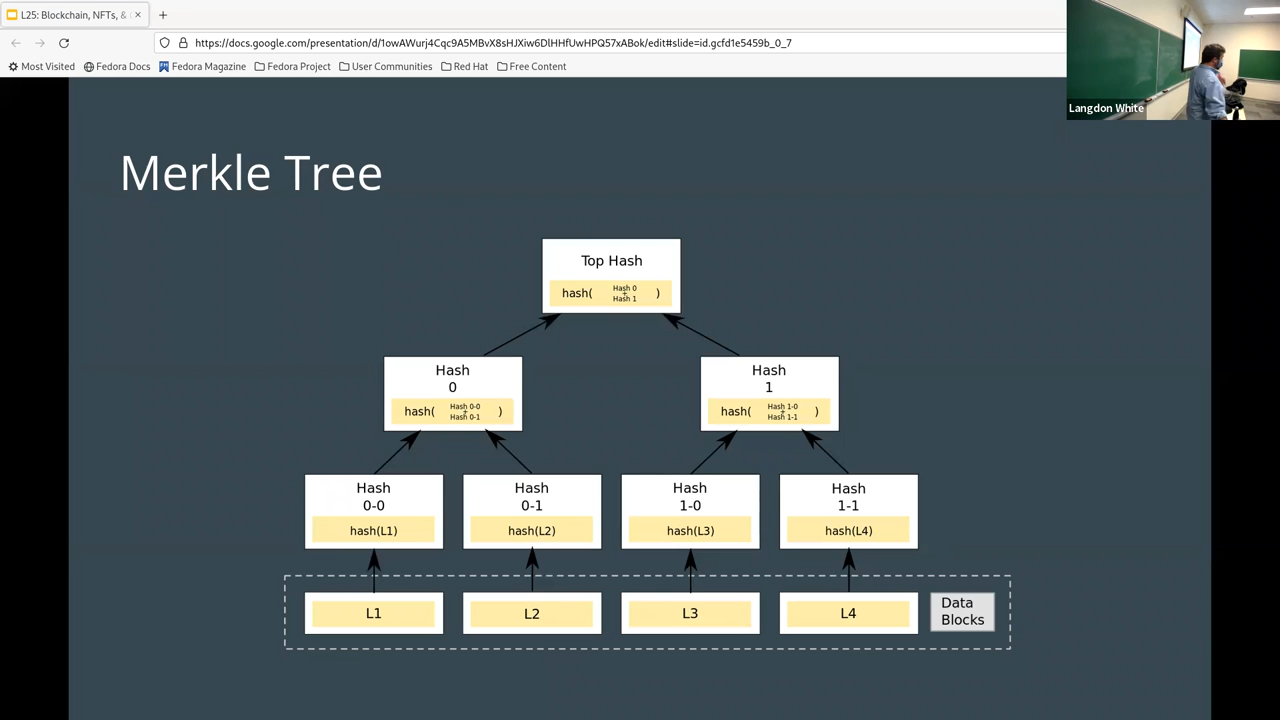 L25: Blockchain, NFTs, &
https://docs.google.com/presentation/d/1owAWurj4Cqc9A5MBvX8sHJXiw6DlHHfUwHPQ57xABok/edit#slide=id.gcfd1e5459b_0_7
Most Visited Fedora Docs Fedora Magazine Fedora Project User Communities Red Hat Free Content
Langdon White
Merkle Tree
Top Hash
hash( Hash 0 + Hash 1 )
Hash 0
hash( Hash 0-0 + Hash 0-1 )
Hash 1
hash( Hash 1-0 + Hash 1-1 )
Hash 0-0
hash(L1)
Hash 0-1
hash(L2)
Hash 1-0
hash(L3)
Hash 1-1
hash(L4)
L1
L2
L3
L4
Data
Blocks